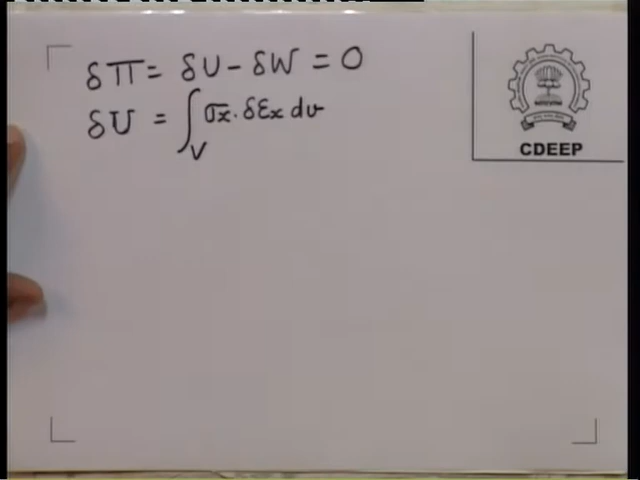 δΠ = δU - δW = 0
δU = ∫_V σx · δεx dv
CDEEP